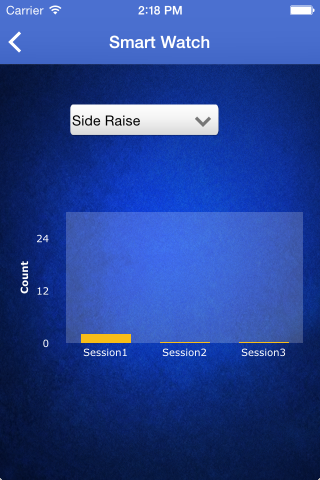 Carrier 2:18 PM
Smart Watch
Side Raise
24
Count
12
0
Session1 Session2 Session3